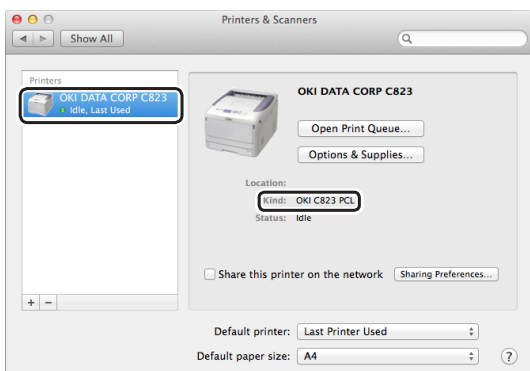 Printers & Scanners
Show All
Printers
OKI DATA CORP C823
Idle, Last Used
OKI DATA CORP C823
Open Print Queue...
Options & Supplies...
Location:
Kind: OKI C823 PCL
Status: Idle
Share this printer on the network Sharing Preferences...
+ −
Default printer: Last Printer Used
Default paper size: A4 ?